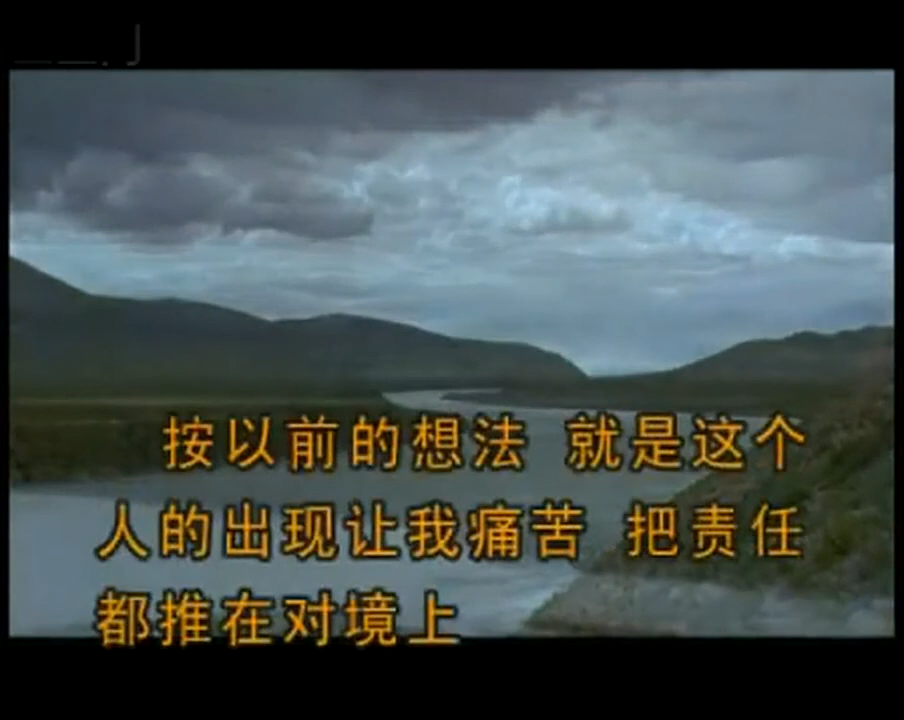 按以前的想法 就是这个
人的出现让我痛苦 把责任
都推在对境上